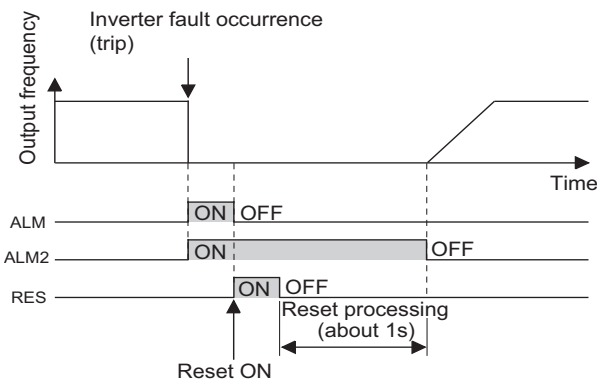 Inverter fault occurrence
(trip)
Output frequency
Time
ALM
ON
OFF
ALM2
ON
OFF
RES
ON
OFF
Reset processing
(about 1s)
Reset ON